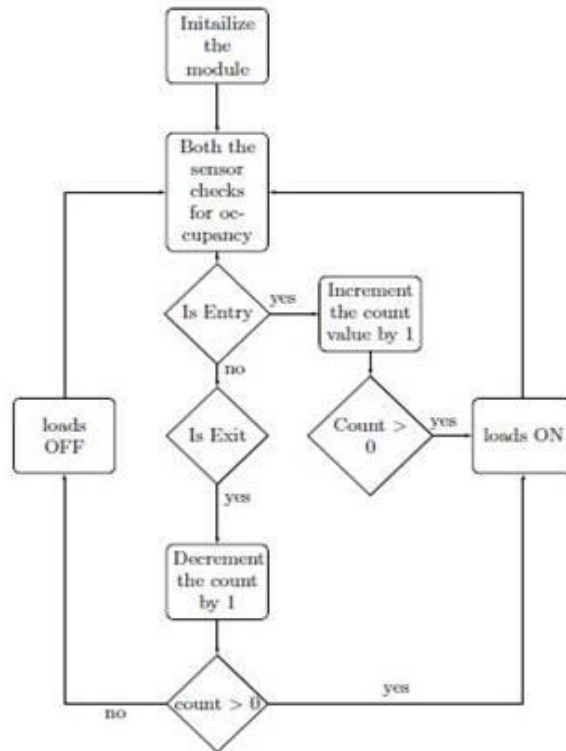 Initailize
the
module
Both the
sensor
checks
for oc-
cupancy
Is Entry
yes
Increment
the count
value by 1
no
loads
OFF
Is Exit
Count >
0
yes
loads ON
yes
Decrement
the count
by 1
count > 0
no
yes